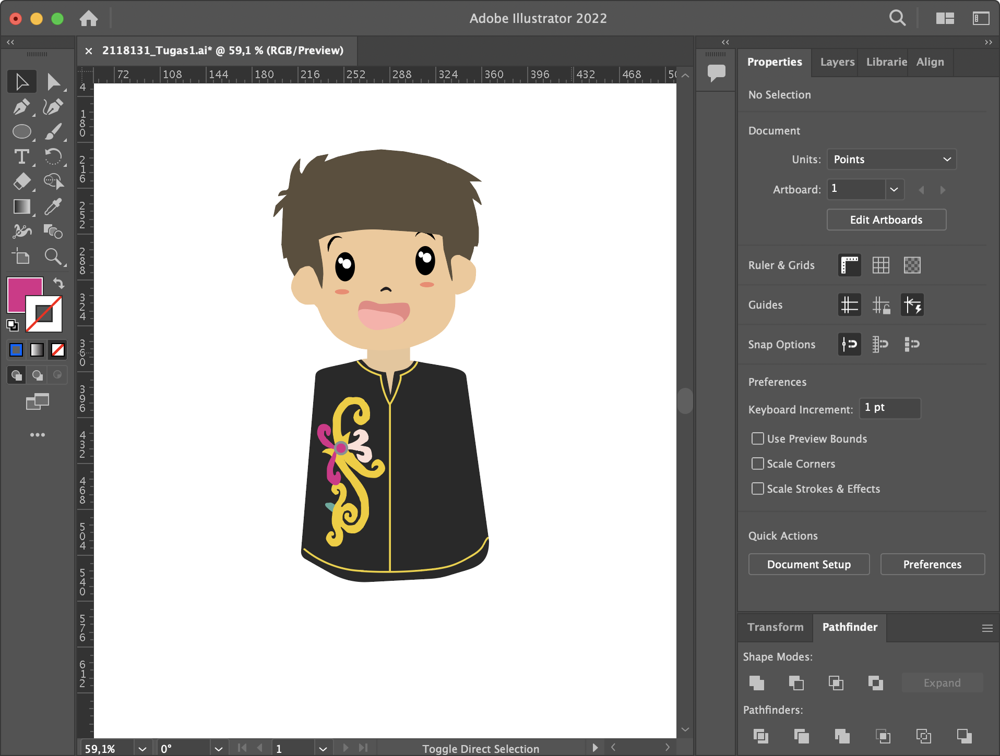 Adobe Illustrator 2022
2118131_Tugas1.ai* @ 59,1 % (RGB/Preview)
72 108 144 180 216 252 288 324 360 396 432 468
4
180
216
252
288
324
360
396
432
468
504
540
576
612
Properties Layers Librarie Align
No Selection
Document
Units: Points
Artboard: 1
Edit Artboards
Ruler & Grids
Guides
Snap Options
Preferences
Keyboard Increment: 1 pt
Use Preview Bounds
Scale Corners
Scale Strokes & Effects
Quick Actions
Document Setup Preferences
Transform Pathfinder
Shape Modes:
Expand
Pathfinders:
59,1% 0° 1 Toggle Direct Selection